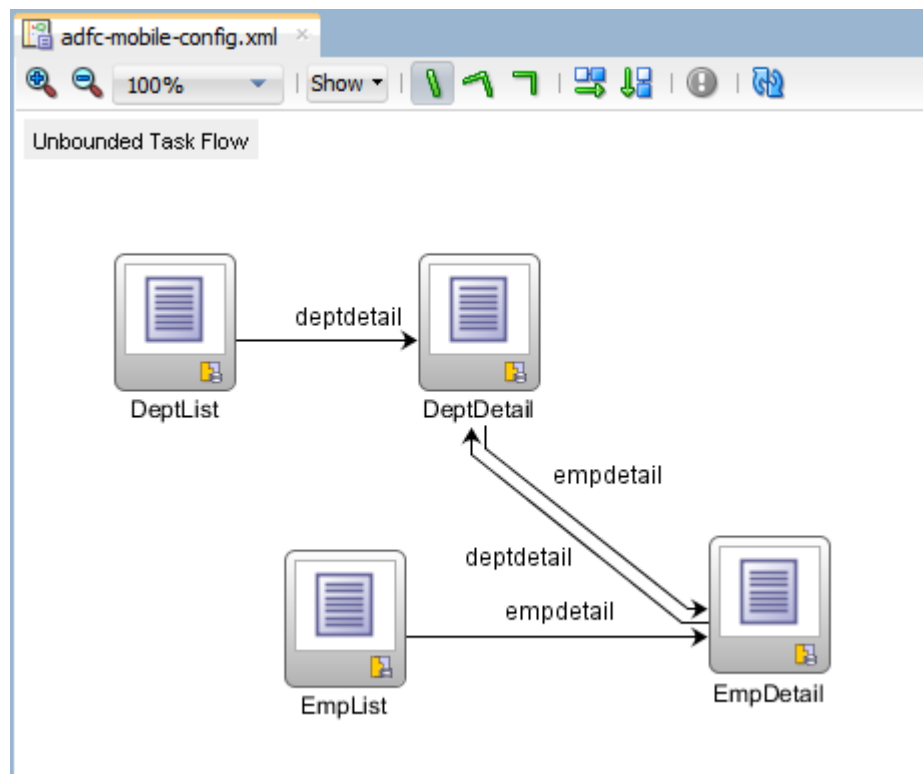 adfc-mobile-config.xml
100%
Show
Unbounded Task Flow
deptdetail
DeptList
DeptDetail
empdetail
deptdetail
empdetail
EmpList
EmpDetail